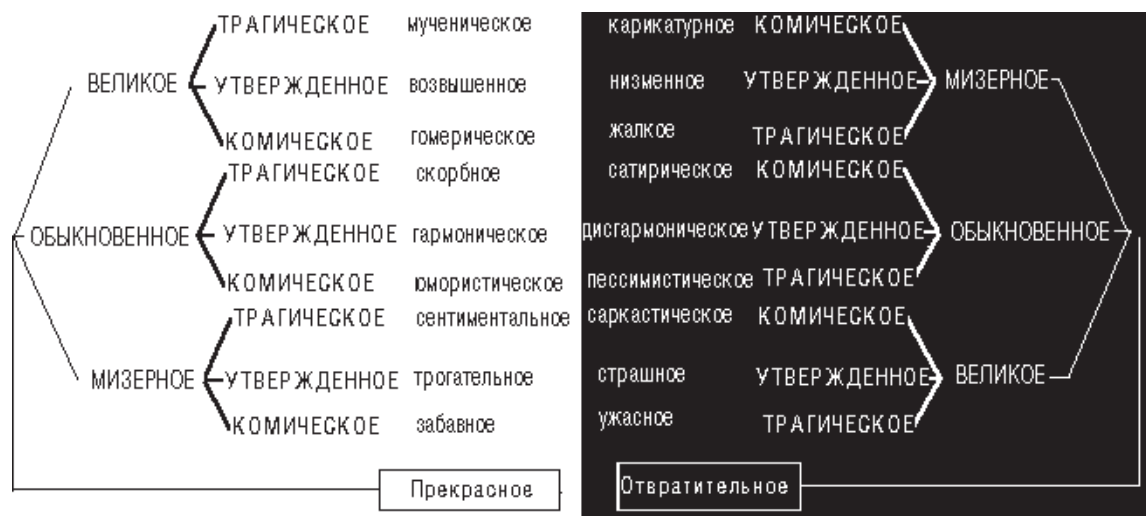 ТРАГИЧЕСКОЕ мученическое
ВЕЛИКОЕ УТВЕРЖДЕННОЕ возвышенное
КОМИЧЕСКОЕ гомерическое
ТРАГИЧЕСКОЕ скорбное
ОБЫКНОВЕННОЕ УТВЕРЖДЕННОЕ гармоническое
КОМИЧЕСКОЕ юмористическое
ТРАГИЧЕСКОЕ сентиментальное
МИЗЕРНОЕ УТВЕРЖДЕННОЕ трогательное
КОМИЧЕСКОЕ забавное
Прекрасное
карикатурное КОМИЧЕСКОЕ
низменное УТВЕРЖДЕННОЕ МИЗЕРНОЕ
жалкое ТРАГИЧЕСКОЕ
сатирическое КОМИЧЕСКОЕ
дисгармоническое УТВЕРЖДЕННОЕ ОБЫКНОВЕННОЕ
пессимистическое ТРАГИЧЕСКОЕ
саркастическое КОМИЧЕСКОЕ
страшное УТВЕРЖДЕННОЕ ВЕЛИКОЕ
ужасное ТРАГИЧЕСКОЕ
Отвратительное